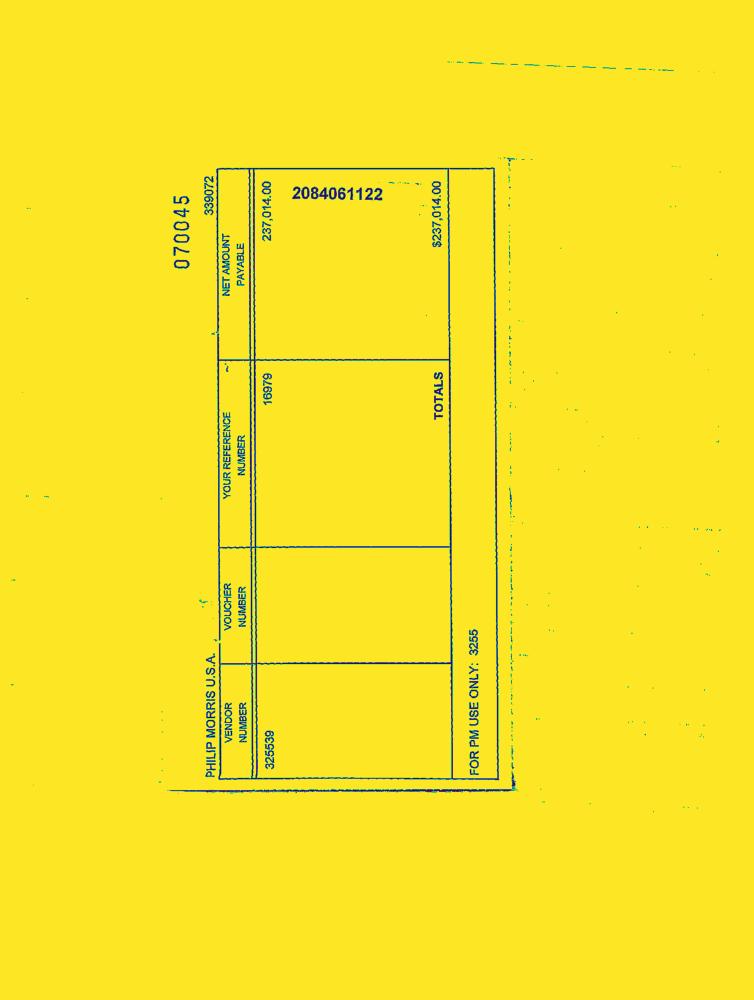 070045
PHILIP MORRIS U.S.A. 339072
VENDOR NUMBER VOUCHER NUMBER YOUR REFERENCE NUMBER NET AMOUNT PAYABLE
325539 16979 237,014.00
2084061122
TOTALS $237,014.00
FOR PM USE ONLY: 3255